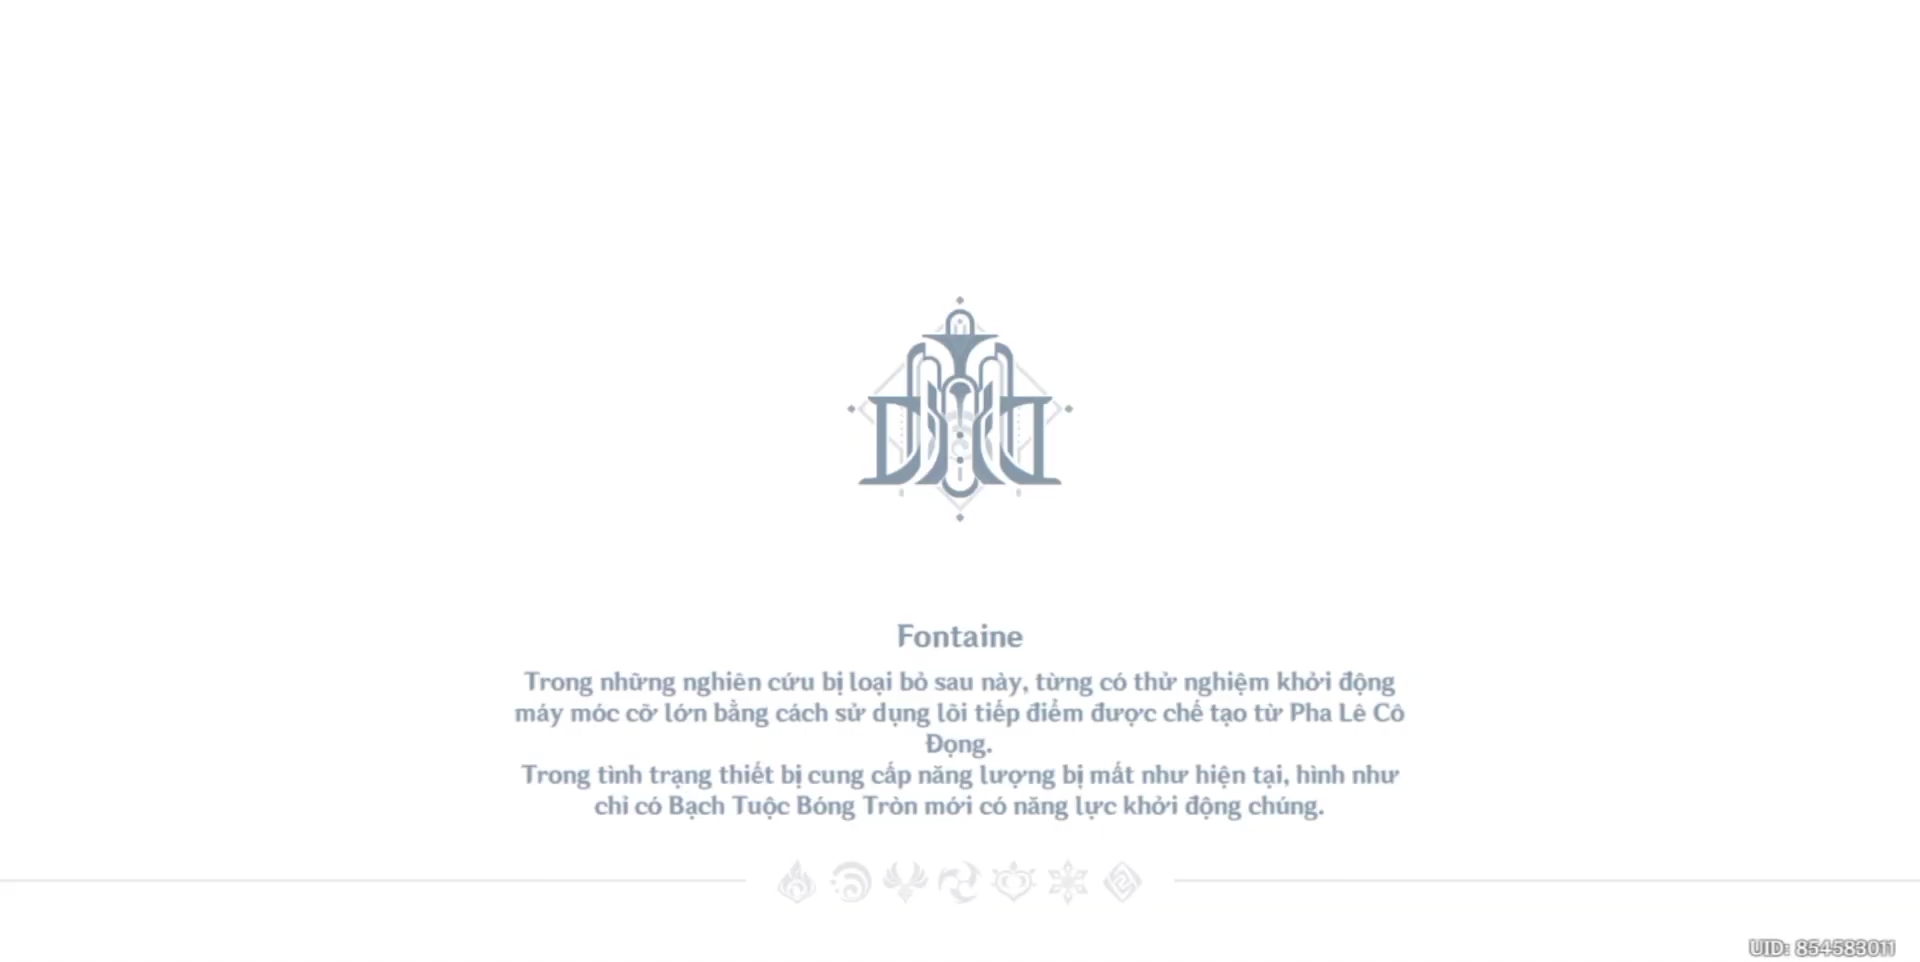 Fontaine
Trong những nghiên cứu bị loại bỏ sau này, từng có thử nghiệm khởi động
máy móc cỡ lớn bằng cách sử dụng lõi tiếp điểm được chế tạo từ Pha Lê Cô
Đọng.
Trong tình trạng thiết bị cung cấp năng lượng bị mất như hiện tại, hình như
chỉ có Bạch Tuộc Bóng Tròn mới có năng lực khởi động chúng.
UID: 854583011